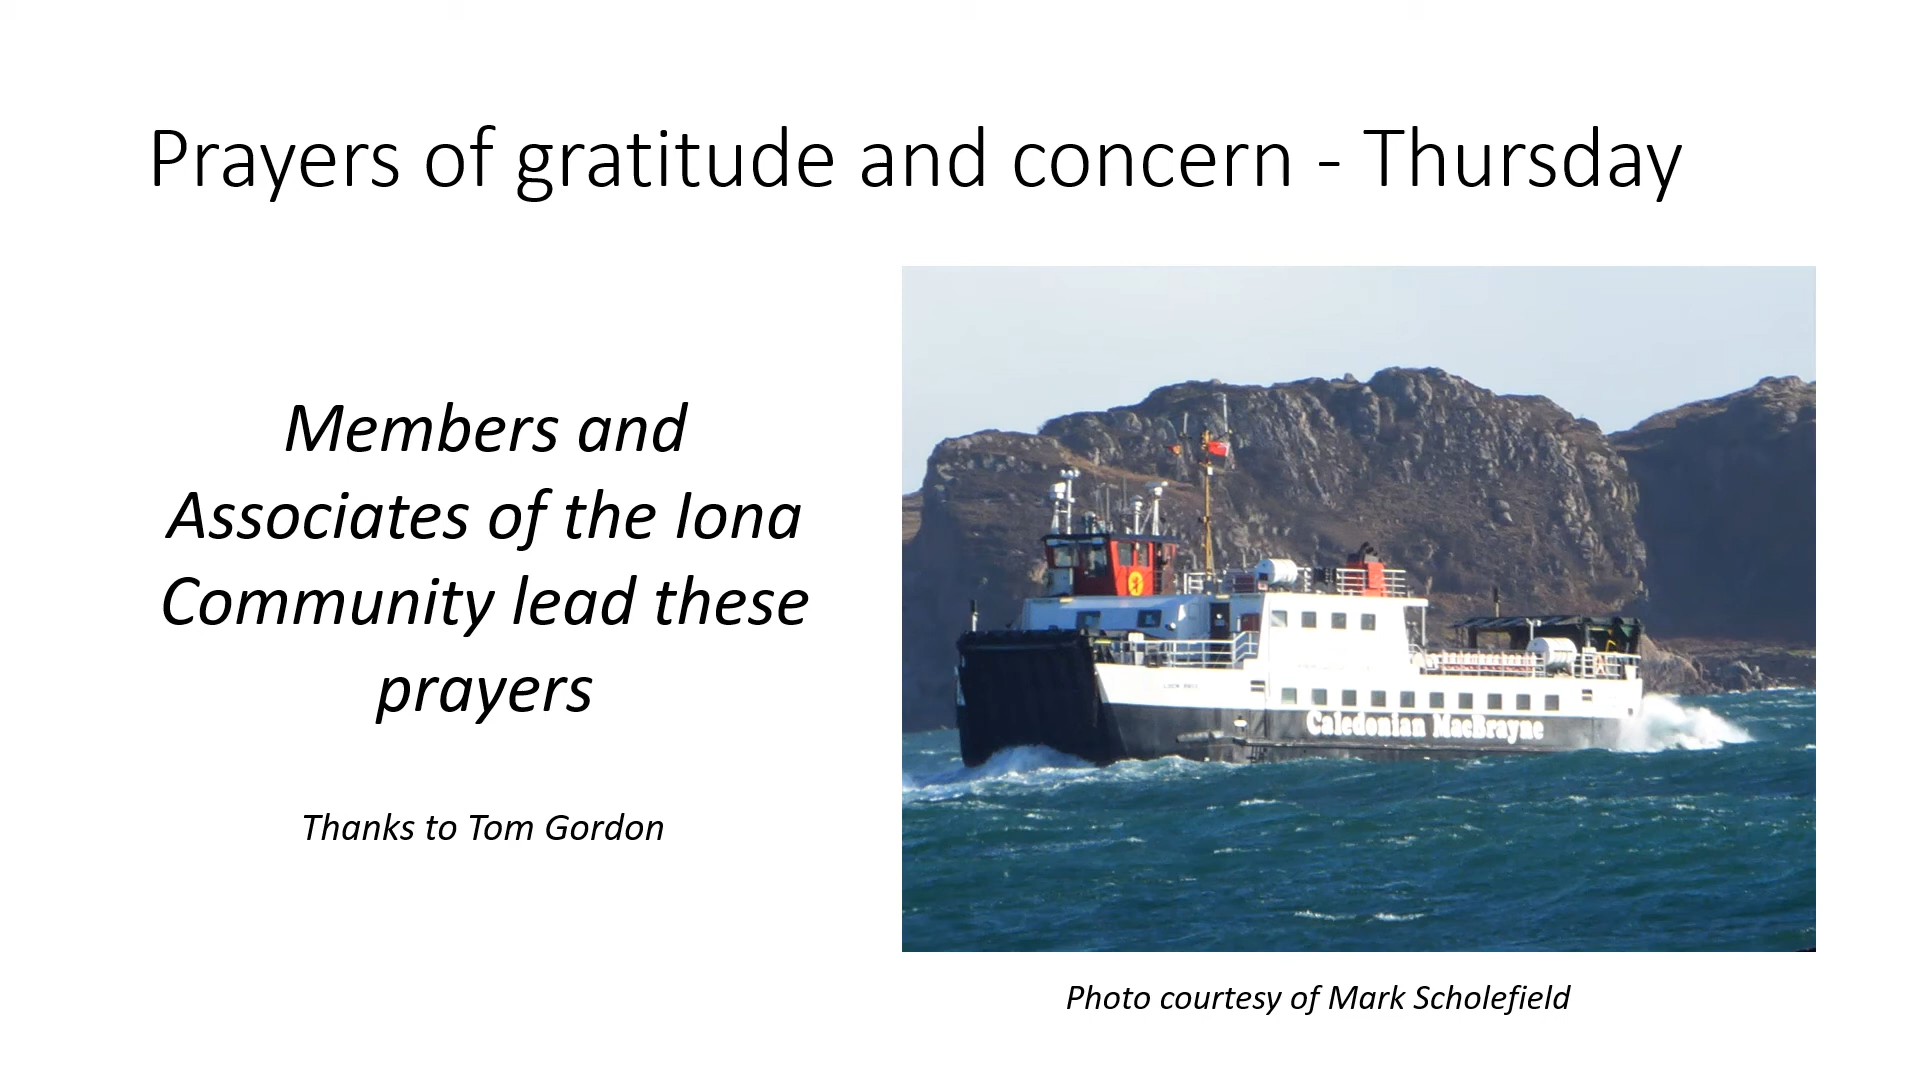 Prayers of gratitude and concern - Thursday
Members and
Associates of the Iona
Community lead these
prayers
Thanks to Tom Gordon
Caledonian MacBrayne
Photo courtesy of Mark Scholefield